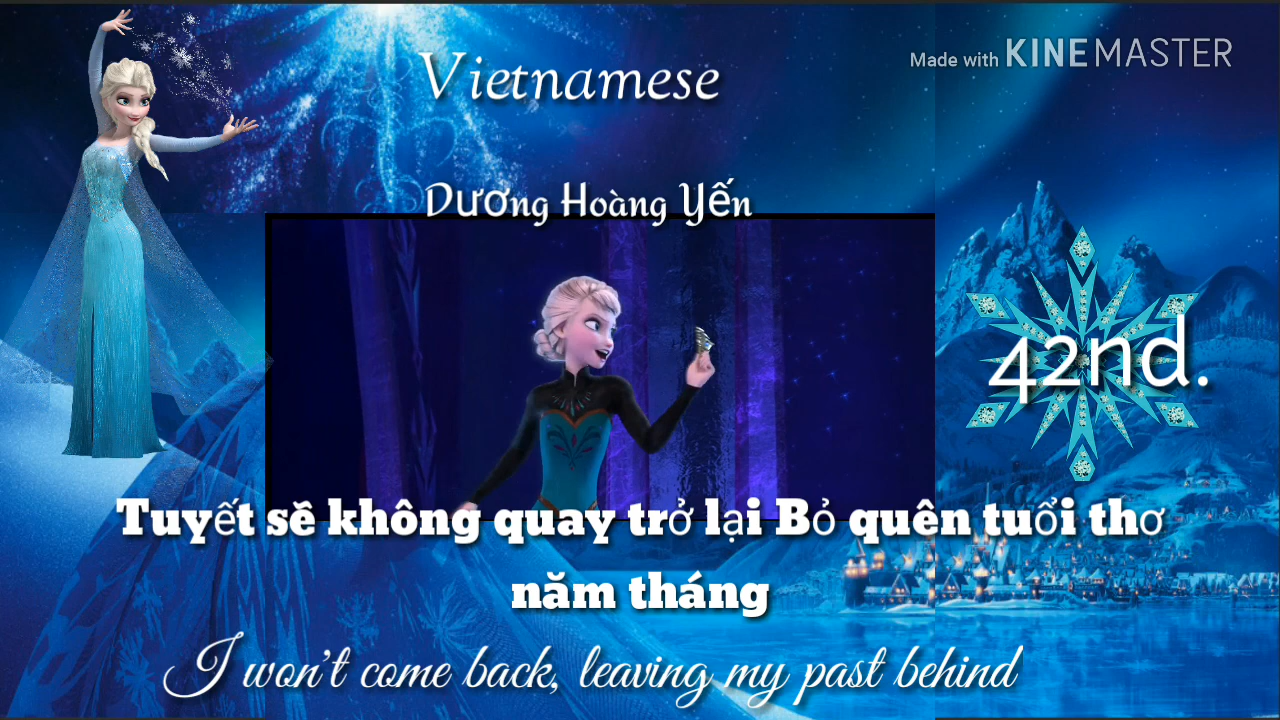 Vietnamese
Made with KINEMASTER
Dương Hoàng Yến
42nd.
Tuyết sẽ không quay trở lại Bỏ quên tuổi thơ
năm tháng
I won't come back, leaving my past behind